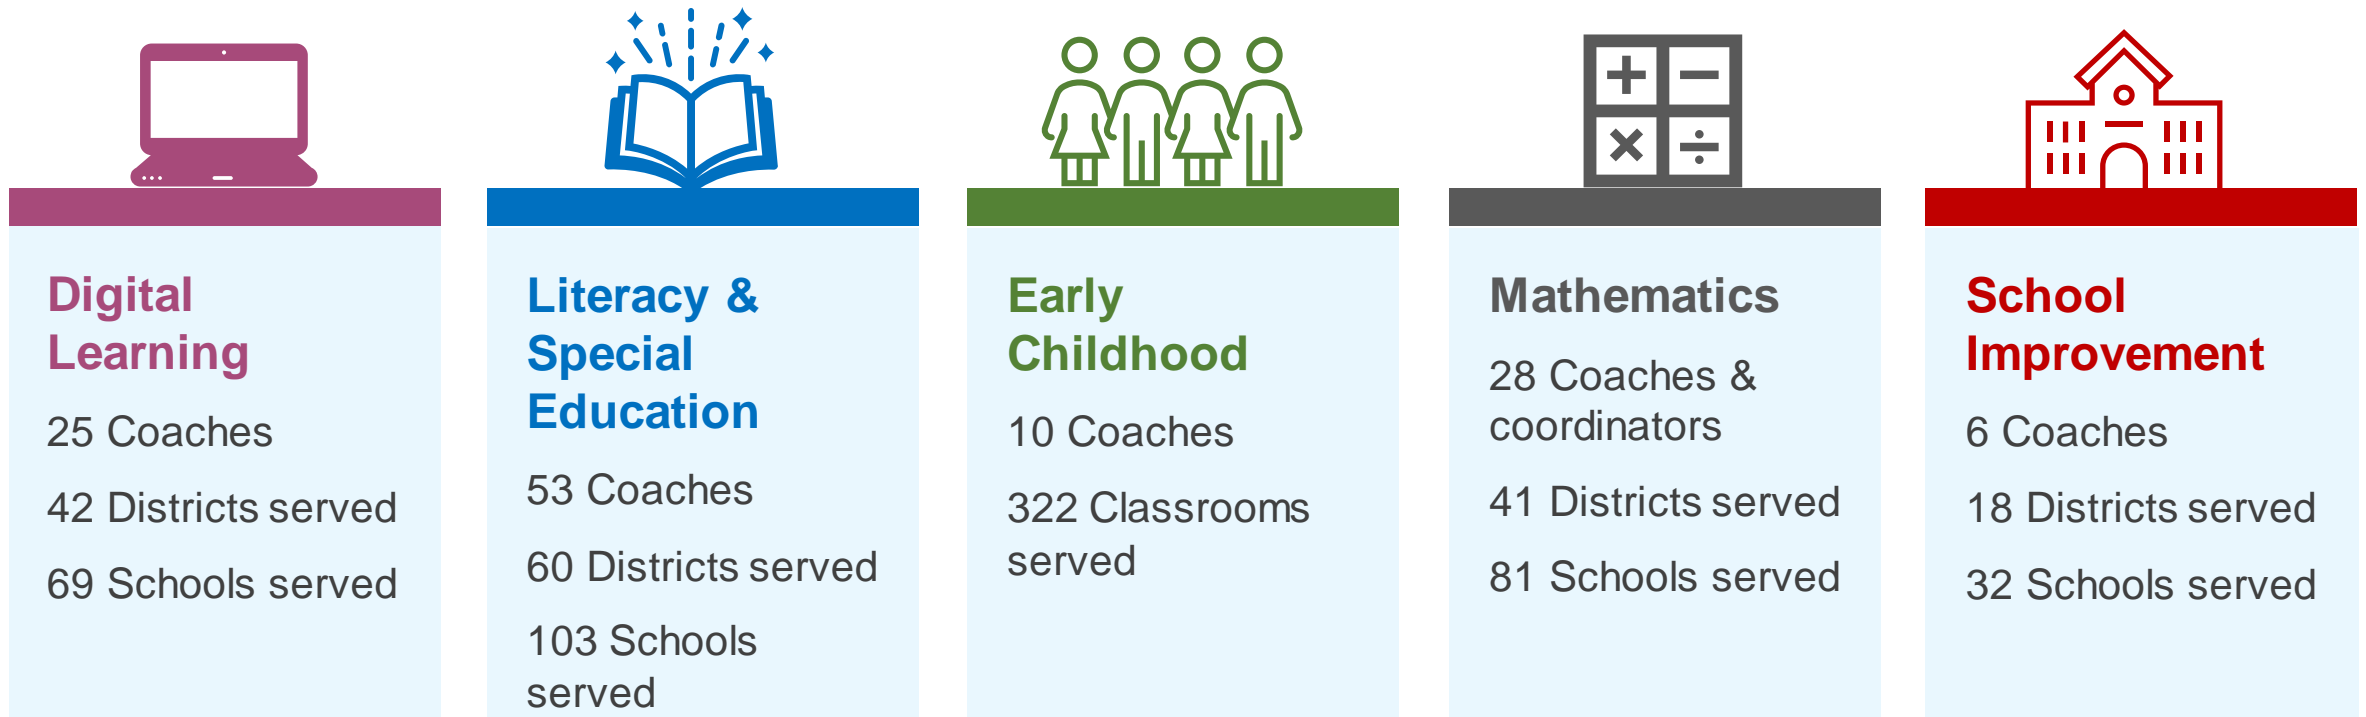 Digital
Learning
25 Coaches
42 Districts served
69 Schools served
Literacy &
Special
Education
53 Coaches
60 Districts served
103 Schools
served
Early
Childhood
10 Coaches
322 Classrooms
served
Mathematics
28 Coaches &
coordinators
41 Districts served
81 Schools served
School
Improvement
6 Coaches
18 Districts served
32 Schools served